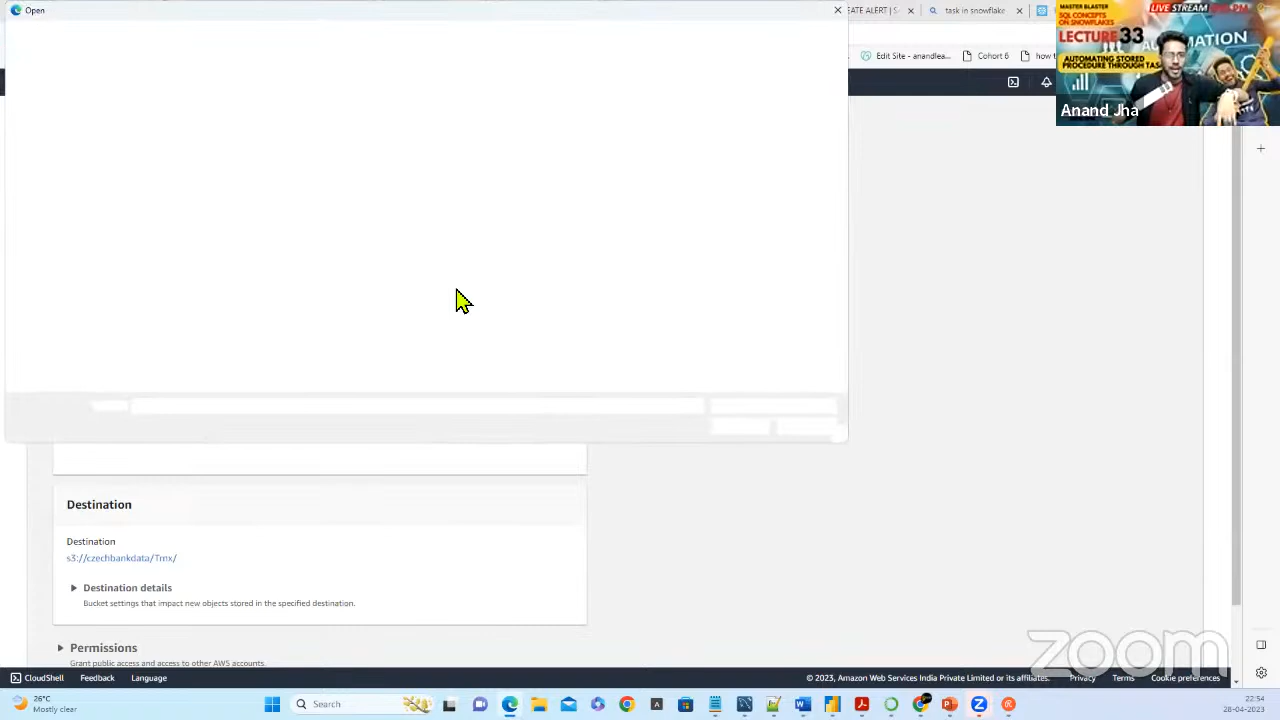 Open
EATE ALERT | S
task in snowflake
Edit Site - anandlea...
Cohort 6
how t
MASTER BLASTER
SQL CONCEPTS
ON SNOWFLAKES
LIVE STREAM
LECTURE 33
AUTOMATION
AUTOMATING STORED
PROCEDURE THROUGH TAS
Anand Jha
Destination
Destination
s3://czechbankdata/Trnx/
Destination details
Bucket settings that impact new objects stored in the specified destination.
Permissions
Grant public access and access to other AWS accounts.
zoom
CloudShell
Feedback
Language
© 2023, Amazon Web Services India Private Limited or its affiliates.
Privacy
Terms
Cookie preferences
26°C
Mostly clear
Search
22:54
28-04-2023